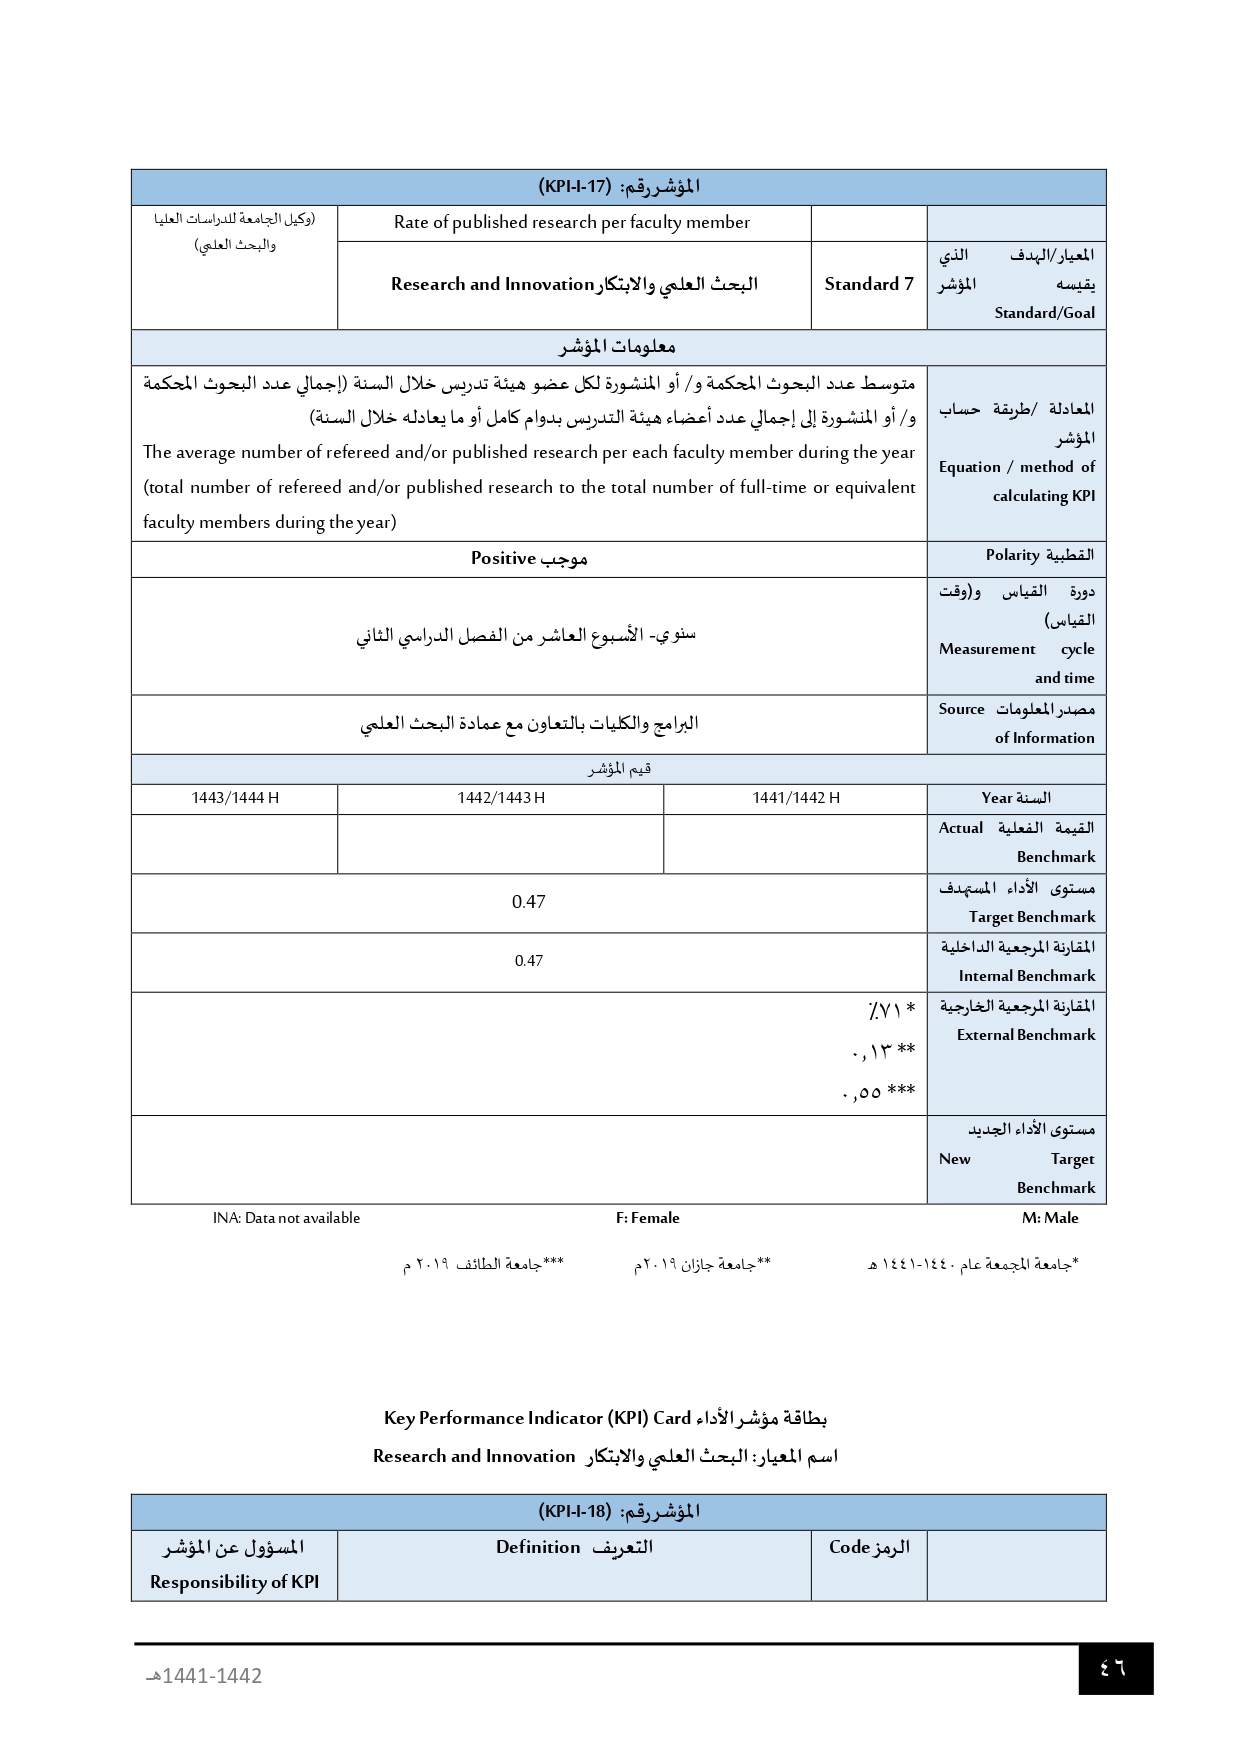 المؤشر رقم: (KPI-I-17)
Rate of published research per faculty member
(وكيل الجامعة للدراسات العليا
والبحث العلمي)
المعيار/الهدف الذي
يقيسه المؤشر
Standard/Goal
Standard 7
البحث العلمي والابتكار Research and Innovation
معلومات المؤشر
المعادلة /طريقة حساب
المؤشر
Equation / method of
calculating KPI
متوسط عدد البحوث المحكمة و/ أو المنشورة لكل عضو هيئة تدريس خلال السنة (إجمالي عدد البحوث المحكمة
و/ أو المنشورة إلى إجمالي عدد أعضاء هيئة التدريس بدوام كامل أو ما يعادله خلال السنة)
The average number of refereed and/or published research per each faculty member during the year
(total number of refereed and/or published research to the total number of full-time or equivalent
faculty members during the year)
القطبية Polarity
موجب Positive
دورة القياس و(وقت
القياس)
Measurement cycle
and time
سنوي- الأسبوع العاشر من الفصل الدراسي الثاني
مصدر المعلومات Source
of Information
البرامج والكليات بالتعاون مع عمادة البحث العلمي
قيم المؤشر
السنة Year
1441/1442 H
1442/1443 H
1443/1444 H
القيمة الفعلية Actual
Benchmark
مستوى الأداء المستهدف
Target Benchmark
0.47
المقارنة المرجعية الداخلية
Internal Benchmark
0.47
المقارنة المرجعية الخارجية
External Benchmark
* ٧١٪
** ٠,١٣
*** ٠,٥٥
مستوى الأداء الجديد
New Target
Benchmark
M: Male
F: Female
INA: Data not available
*جامعة المجمعة عام ١٤٤٠-١٤٤١ هـ
**جامعة جازان ٢٠١٩م
***جامعة الطائف ٢٠١٩ م
بطاقة مؤشر الأداء Key Performance Indicator (KPI) Card
اسم المعيار: البحث العلمي والابتكار Research and Innovation
المؤشر رقم: (KPI-I-18)
الرمز Code
التعريف Definition
المسؤول عن المؤشر
Responsibility of KPI
1441-1442هـ
٤٦